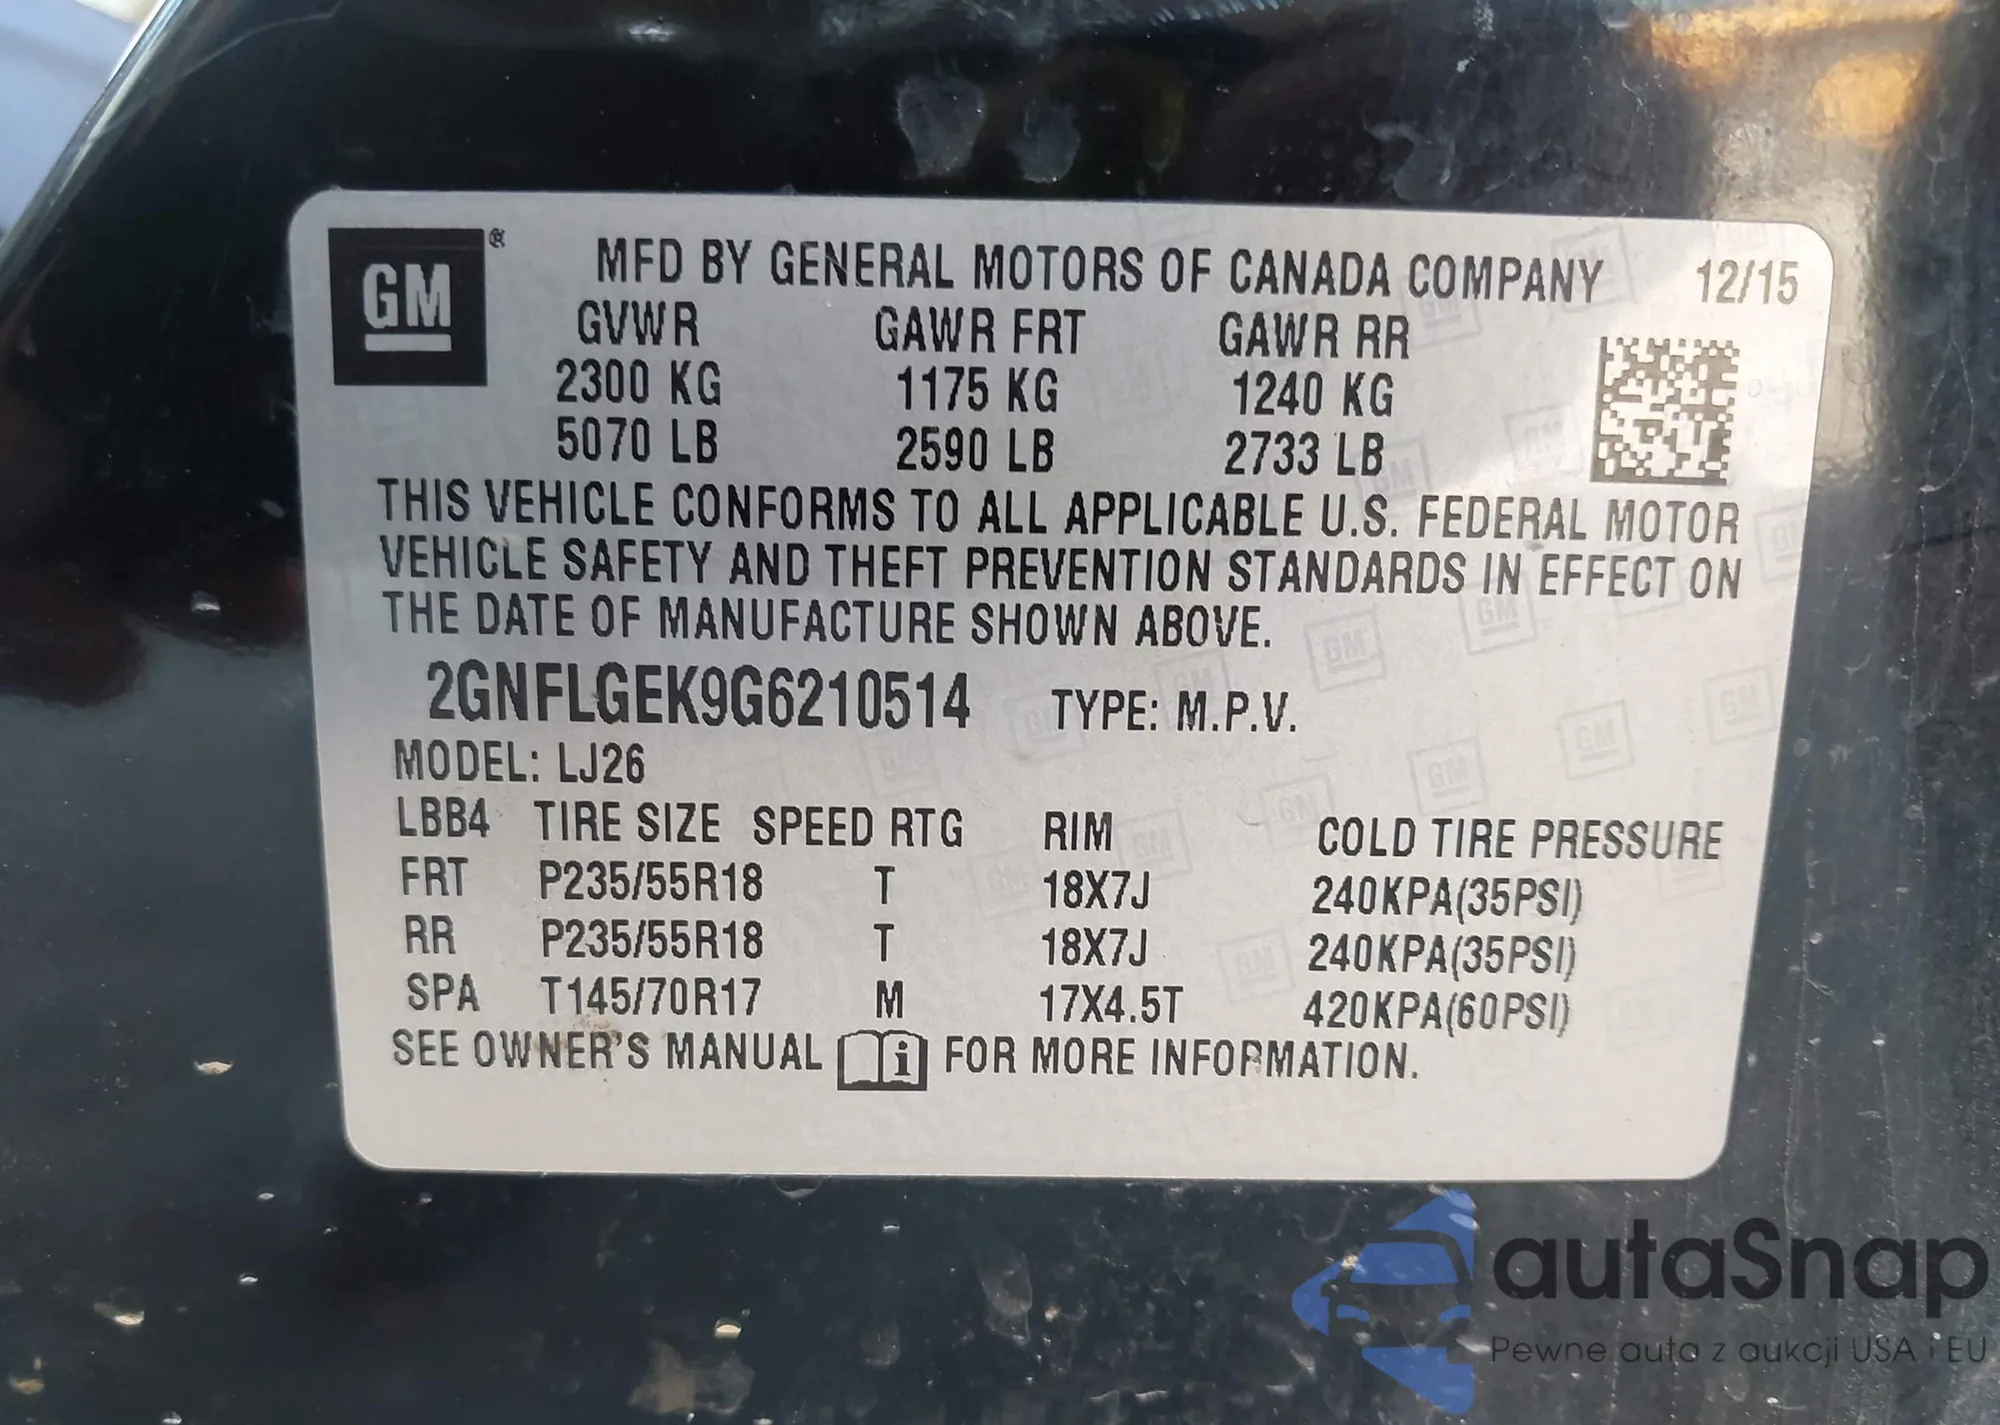 GM ® MFD BY GENERAL MOTORS OF CANADA COMPANY 12/15
GVWR GAWR FRT GAWR RR
2300 KG 1175 KG 1240 KG
5070 LB 2590 LB 2733 LB
THIS VEHICLE CONFORMS TO ALL APPLICABLE U.S. FEDERAL MOTOR
VEHICLE SAFETY AND THEFT PREVENTION STANDARDS IN EFFECT ON
THE DATE OF MANUFACTURE SHOWN ABOVE.
2GNFLGEK9G6210514 TYPE: M.P.V.
MODEL: LJ26
LBB4 TIRE SIZE SPEED RTG RIM COLD TIRE PRESSURE
FRT P235/55R18 T 18X7J 240KPA(35PSI)
RR P235/55R18 T 18X7J 240KPA(35PSI)
SPA T145/70R17 M 17X4.5T 420KPA(60PSI)
SEE OWNER'S MANUAL i FOR MORE INFORMATION.
autaSnap
Pewne auta z aukcji USA i EU